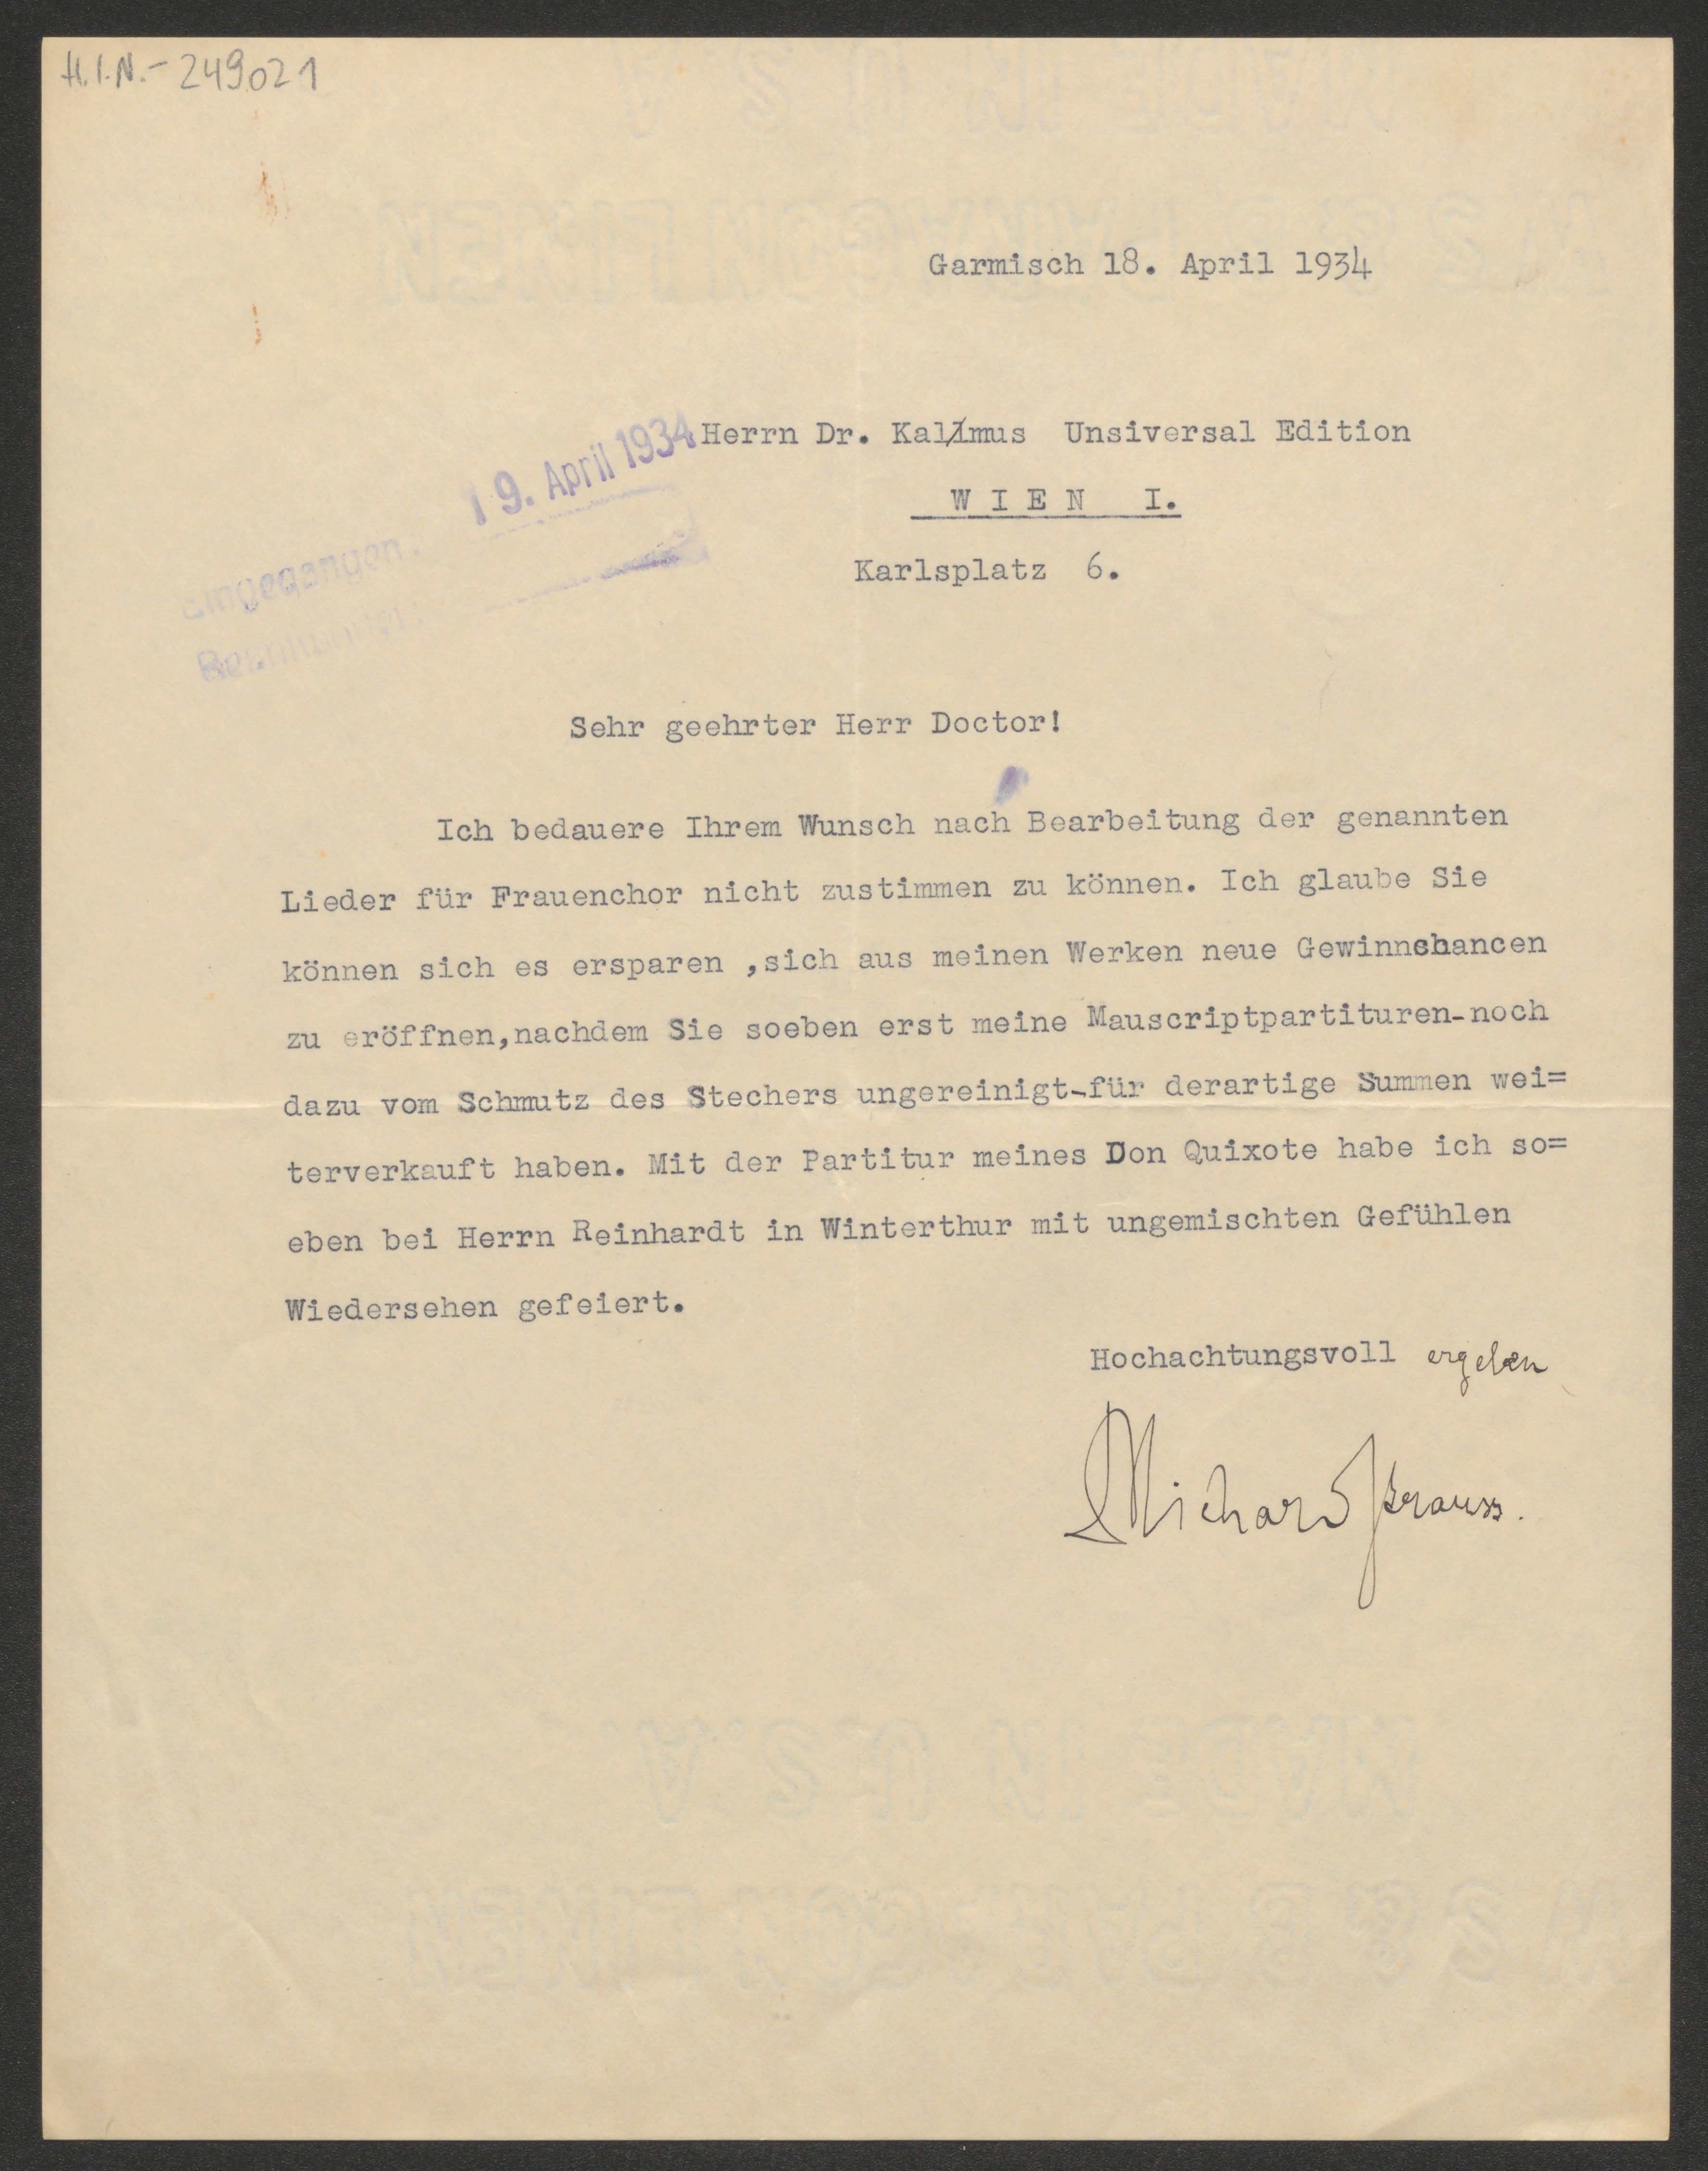 H.I.N.- 249021
Garmisch 18. April 1934
19. April 1934
Herrn Dr. Kalmus Unsiversal Edition
WIEN I.
Eingegangen:
Karlsplatz 6.
Sehr geehrter Herr Doctor!
Ich bedauere Ihrem Wunsch nach Bearbeitung der genannten
Lieder für Frauenchor nicht zustimmen zu können. Ich glaube Sie
können sich es ersparen ,sich aus meinen Werken neue Gewinnchancen
zu eröffnen,nachdem Sie soeben erst meine Mauscriptpartituren-noch
dazu vom Schmutz des Stechers ungereinigt-für derartige Summen wei=
terverkauft haben. Mit der Partitur meines Don Quixote habe ich so=
eben bei Herrn Reinhardt in Winterthur mit ungemischten Gefühlen
Wiedersehen gefeiert.
Hochachtungsvoll ergeben
Richard Strauss.
MADE IN U.S.A